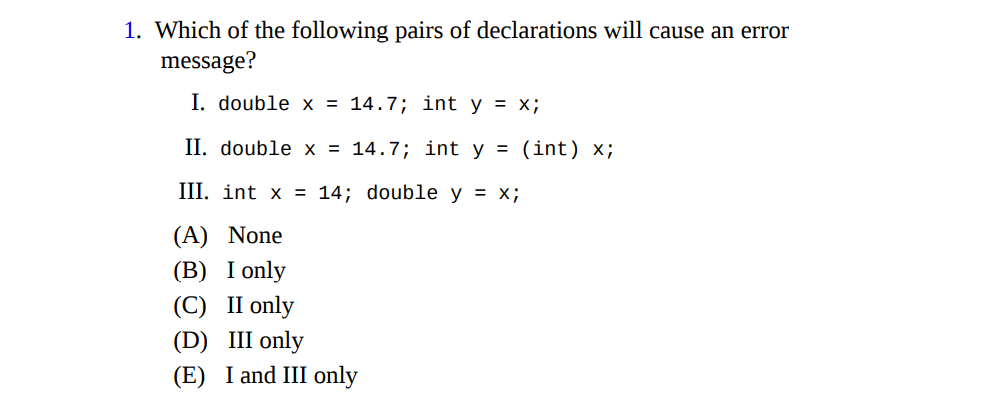 1. Which of the following pairs of declarations will cause an error
message?
I. double x = 14.7; int y = x;
II. double x = 14.7; int y = (int) x;
III. int x = 14; double y = x;
(A) None
(B) I only
(C) II only
(D) III only
(E) I and III only